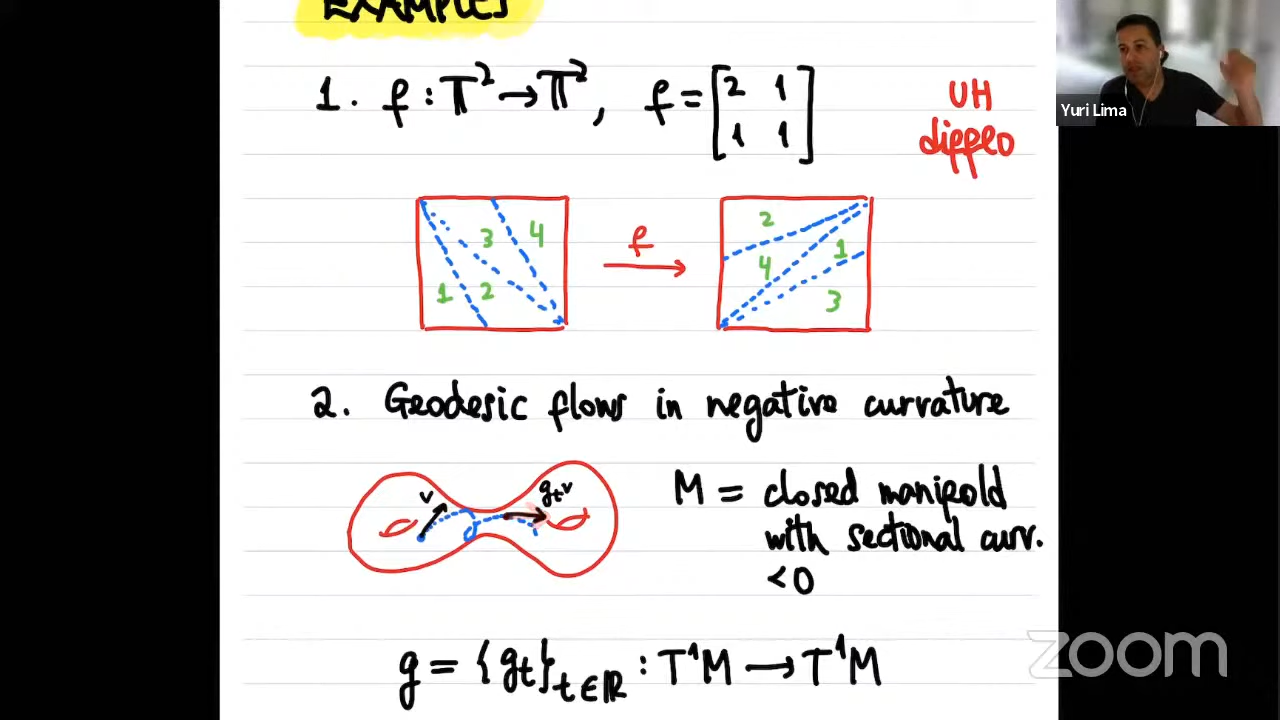 EXAMPLES
1. f : T² → T², f = [2 1
1 1]
UH
diffeo
3 4
1 2
f
2
4 1
3
2. Geodesic flows in negative curvature
v
gₜv
M = closed manifold
with sectional curv.
<0
g = {gₜ}ₜ∈ℝ : T¹M → T¹M
Yuri Lima
zoom